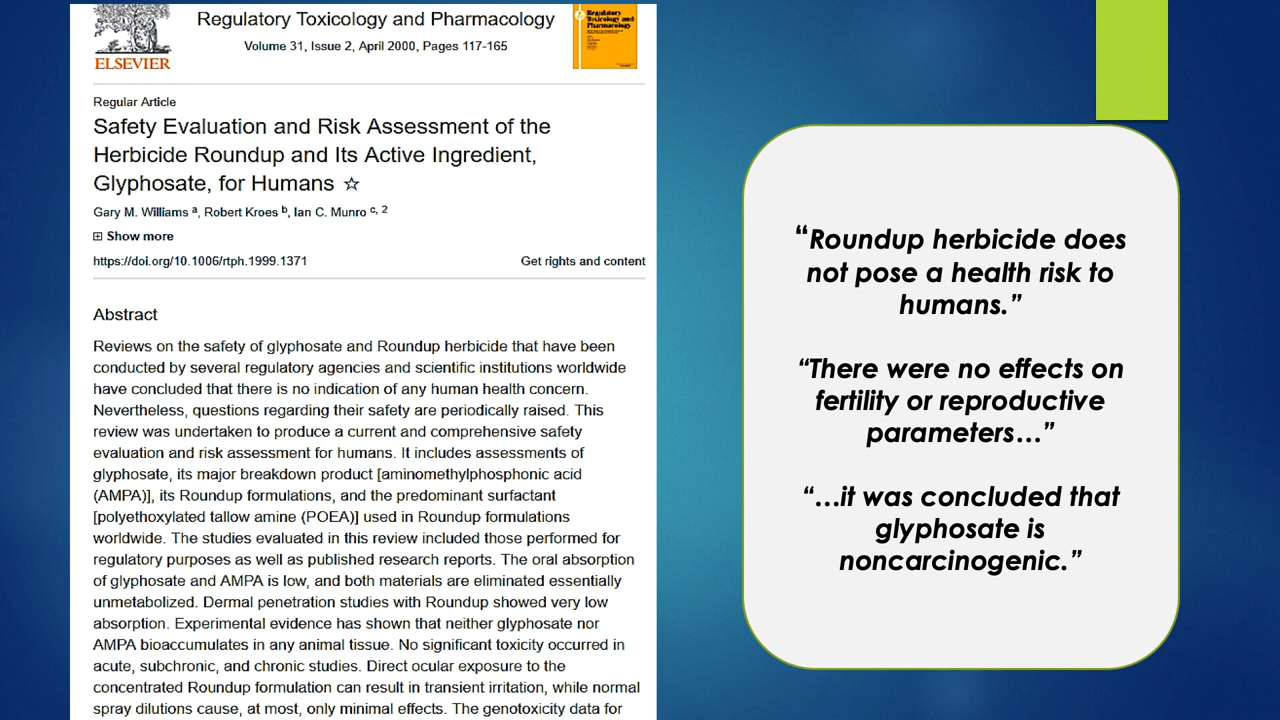 Regulatory Toxicology and Pharmacology
Volume 31, Issue 2, April 2000, Pages 117-165
ELSEVIER
Regulatory
Toxicology and
Pharmacology
Regular Article
Safety Evaluation and Risk Assessment of the
Herbicide Roundup and Its Active Ingredient,
Glyphosate, for Humans ☆
Gary M. Williams a, Robert Kroes b, Ian C. Munro c, 2
Show more
https://doi.org/10.1006/rtph.1999.1371
Get rights and content
Abstract
Reviews on the safety of glyphosate and Roundup herbicide that have been
conducted by several regulatory agencies and scientific institutions worldwide
have concluded that there is no indication of any human health concern.
Nevertheless, questions regarding their safety are periodically raised. This
review was undertaken to produce a current and comprehensive safety
evaluation and risk assessment for humans. It includes assessments of
glyphosate, its major breakdown product [aminomethylphosphonic acid
(AMPA)], its Roundup formulations, and the predominant surfactant
[polyethoxylated tallow amine (POEA)] used in Roundup formulations
worldwide. The studies evaluated in this review included those performed for
regulatory purposes as well as published research reports. The oral absorption
of glyphosate and AMPA is low, and both materials are eliminated essentially
unmetabolized. Dermal penetration studies with Roundup showed very low
absorption. Experimental evidence has shown that neither glyphosate nor
AMPA bioaccumulates in any animal tissue. No significant toxicity occurred in
acute, subchronic, and chronic studies. Direct ocular exposure to the
concentrated Roundup formulation can result in transient irritation, while normal
spray dilutions cause, at most, only minimal effects. The genotoxicity data for
“Roundup herbicide does
not pose a health risk to
humans.”
“There were no effects on
fertility or reproductive
parameters…”
“…it was concluded that
glyphosate is
noncarcinogenic.”